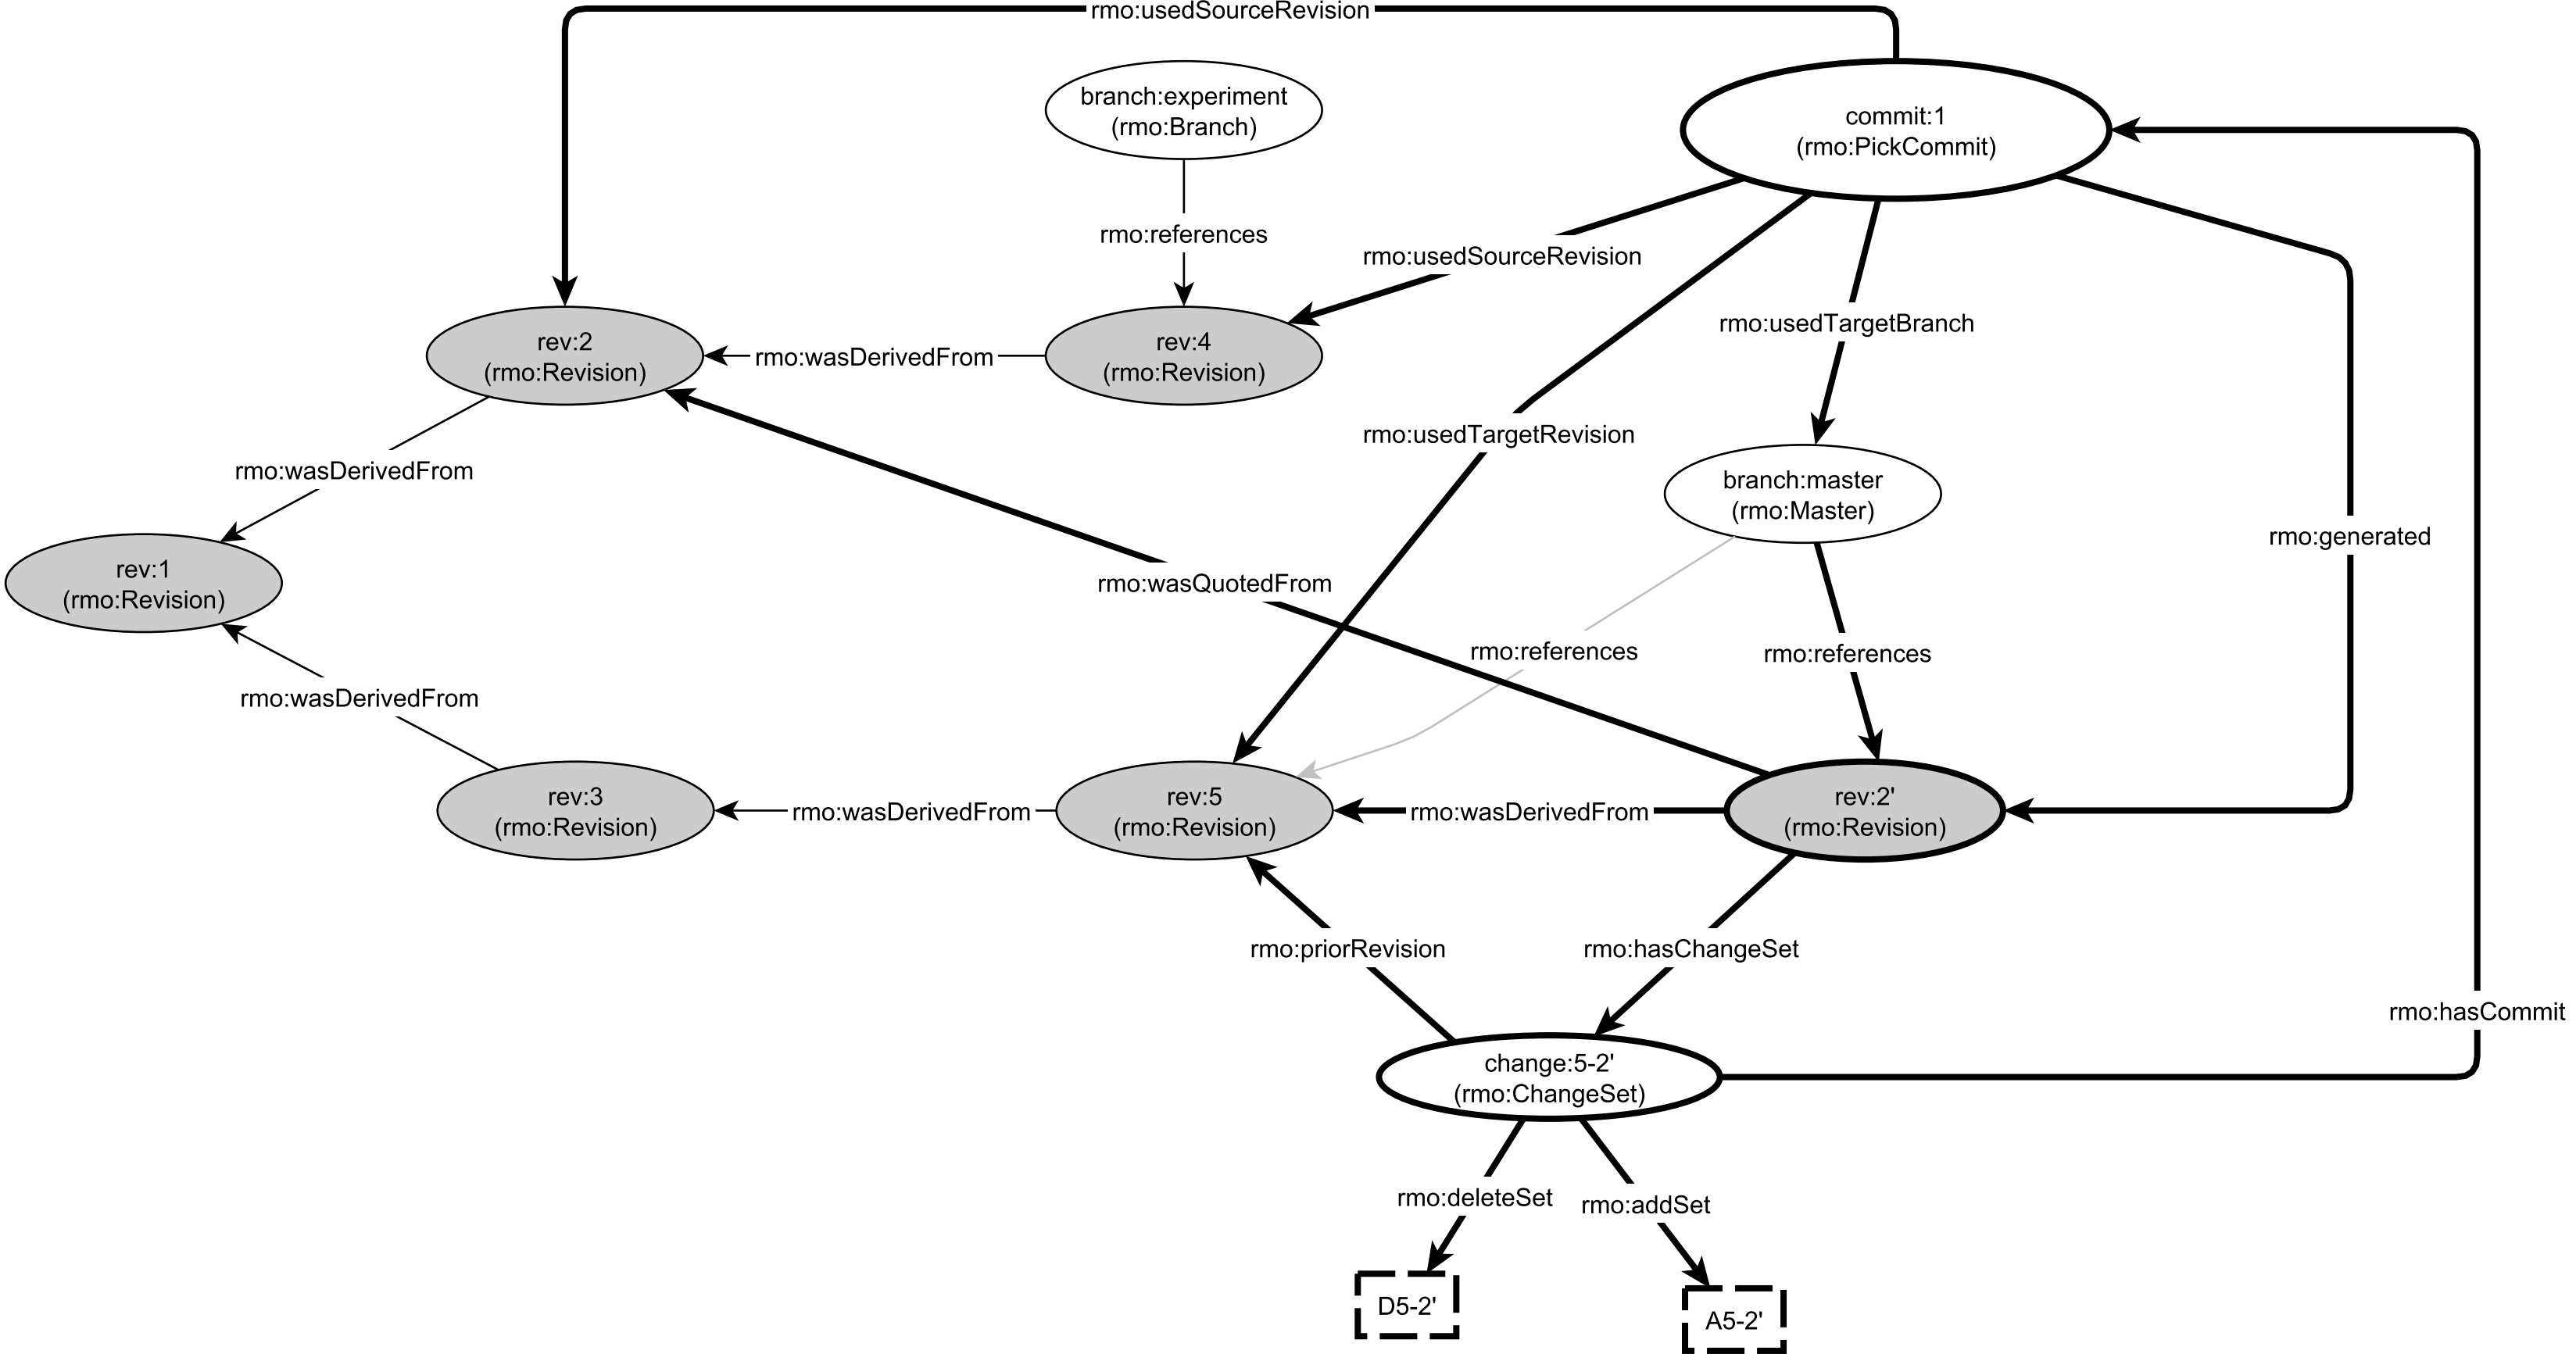 rmo:usedSourceRevision
branch:experiment
(rmo:Branch)
commit:1
(rmo:PickCommit)
rmo:references
rmo:usedSourceRevision
rmo:usedTargetBranch
rev:2
(rmo:Revision)
rmo:wasDerivedFrom
rev:4
(rmo:Revision)
rmo:usedTargetRevision
rmo:wasDerivedFrom
branch:master
(rmo:Master)
rmo:generated
rev:1
(rmo:Revision)
rmo:wasQuotedFrom
rmo:references
rmo:references
rmo:wasDerivedFrom
rev:3
(rmo:Revision)
rmo:wasDerivedFrom
rev:5
(rmo:Revision)
rmo:wasDerivedFrom
rev:2'
(rmo:Revision)
rmo:priorRevision
rmo:hasChangeSet
rmo:hasCommit
change:5-2'
(rmo:ChangeSet)
rmo:deleteSet
rmo:addSet
D5-2'
A5-2'